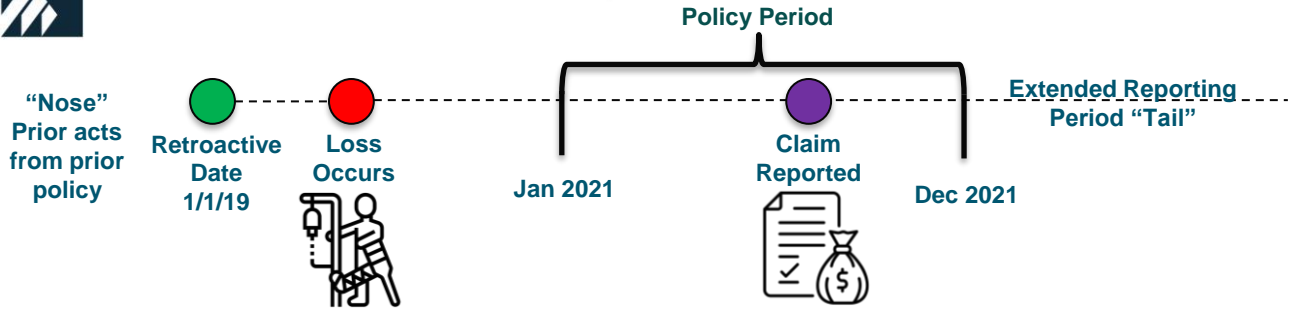 Policy Period
“Nose”
Prior acts
from prior
policy
Retroactive
Date
1/1/19
Loss
Occurs
Jan 2021
Claim
Reported
$
Dec 2021
Extended Reporting
Period “Tail”